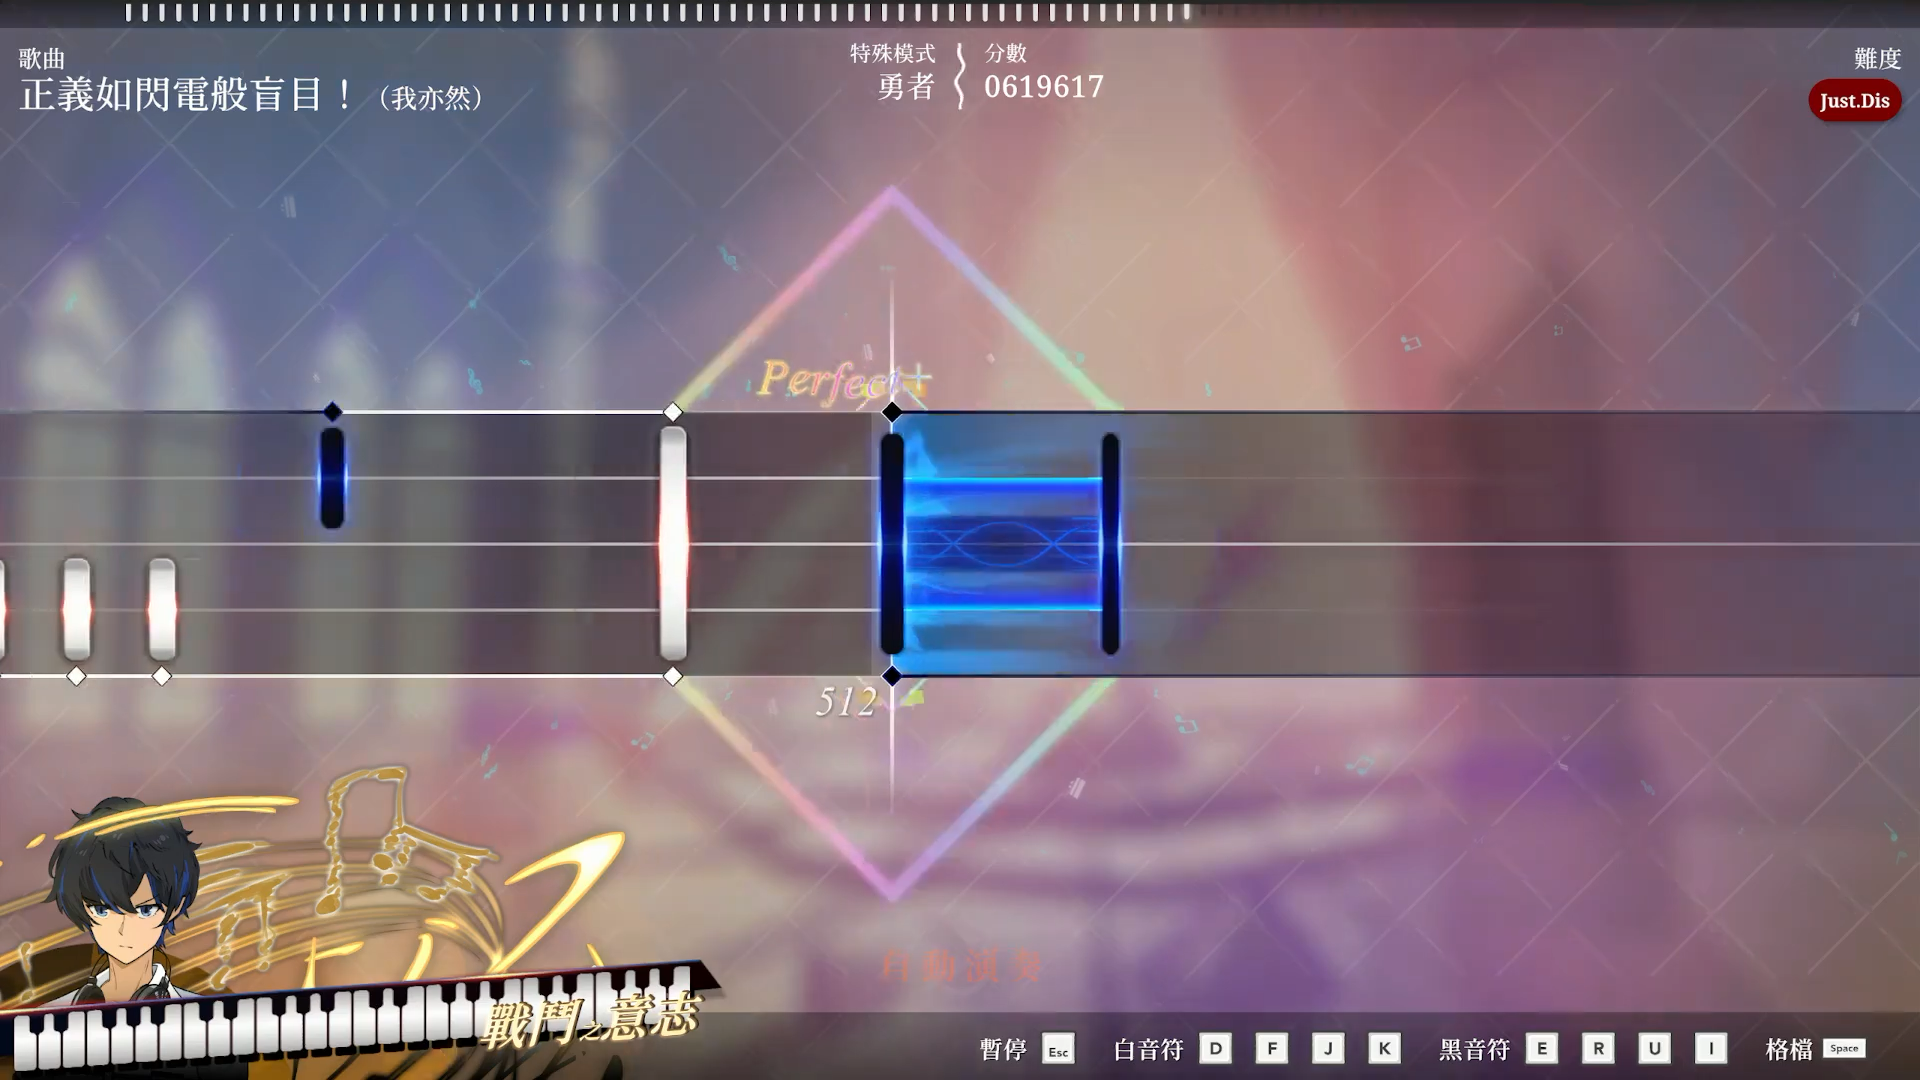 歌曲
正義如閃電般盲目！（我亦然）
特殊模式
勇者
分數
0619617
難度
Just.Dis
Perfect+
512
自動演奏
戰鬥之意志
暫停 Esc 白音符 D F J K 黑音符 E R U I 格檔 Space